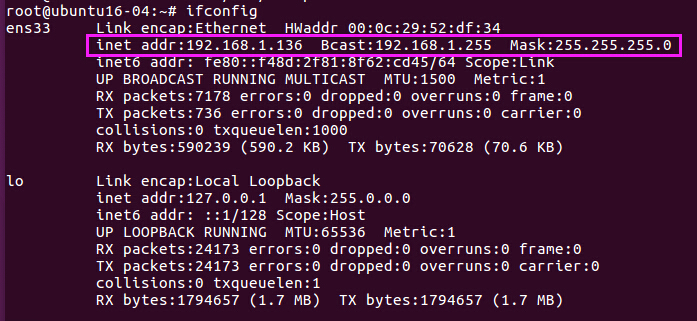 root@ubuntu16-04:~# ifconfig
ens33     Link encap:Ethernet  HWaddr 00:0c:29:52:df:34
          inet addr:192.168.1.136  Bcast:192.168.1.255  Mask:255.255.255.0
          inet6 addr: fe80::f48d:2f81:8f62:cd45/64 Scope:Link
          UP BROADCAST RUNNING MULTICAST  MTU:1500  Metric:1
          RX packets:7178 errors:0 dropped:0 overruns:0 frame:0
          TX packets:736 errors:0 dropped:0 overruns:0 carrier:0
          collisions:0 txqueuelen:1000
          RX bytes:590239 (590.2 KB)  TX bytes:70628 (70.6 KB)
lo        Link encap:Local Loopback
          inet addr:127.0.0.1  Mask:255.0.0.0
          inet6 addr: ::1/128 Scope:Host
          UP LOOPBACK RUNNING  MTU:65536  Metric:1
          RX packets:24173 errors:0 dropped:0 overruns:0 frame:0
          TX packets:24173 errors:0 dropped:0 overruns:0 carrier:0
          collisions:0 txqueuelen:1
          RX bytes:1794657 (1.7 MB)  TX bytes:1794657 (1.7 MB)